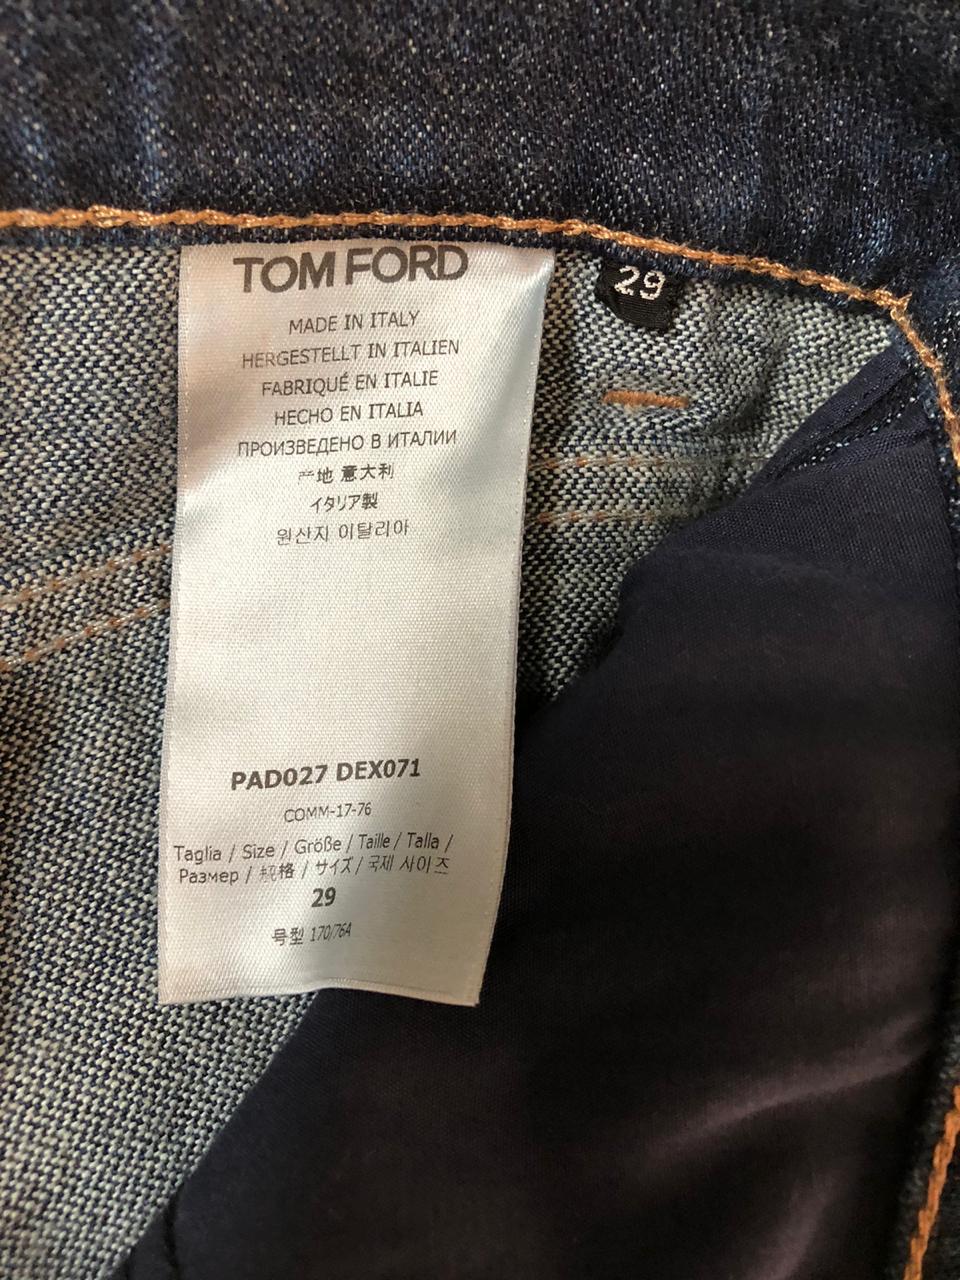 TOM FORD
29
MADE IN ITALY
HERGESTELLT IN ITALIEN
FABRIQUÉ EN ITALIE
HECHO EN ITALIA
ПРОИЗВЕДЕНО В ИТАЛИИ
产地 意大利
イタリア製
원산지 이탈리아
PAD027 DEX071
COMM-17-76
Taglia / Size / Größe / Taille / Talla /
Размер / 规格 / サイズ / 국제 사이즈
29
号型 170/76A